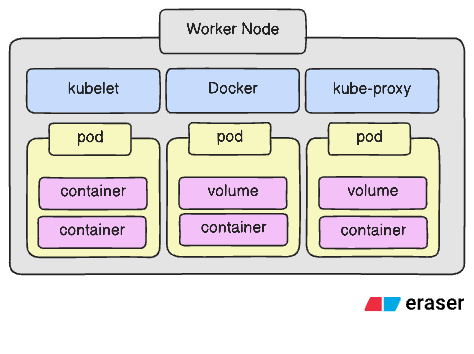 Worker Node
kubelet Docker kube-proxy
pod pod pod
container volume volume
container container container
eraser